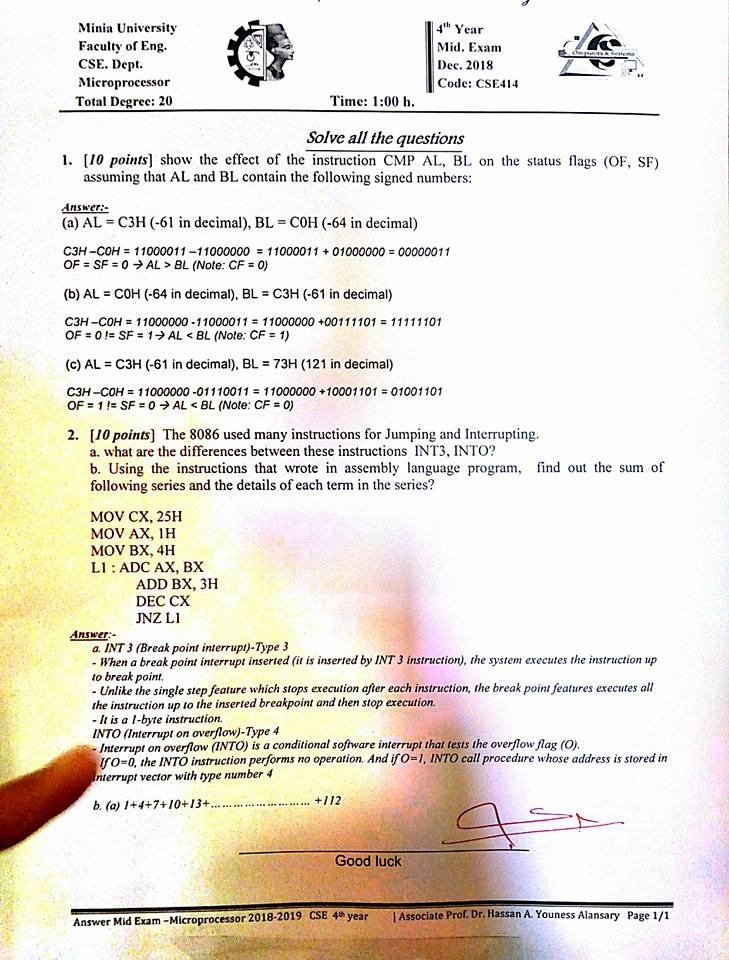 Minia University
Faculty of Eng.
CSE. Dept.
Microprocessor
Total Degree: 20
Time: 1:00 h.
4th Year
Mid. Exam
Dec. 2018
Code: CSE414
Computers & Systems
Solve all the questions
1. [10 points] show the effect of the instruction CMP AL, BL on the status flags (OF, SF)
assuming that AL and BL contain the following signed numbers:
Answer:-
(a) AL = C3H (-61 in decimal), BL = C0H (-64 in decimal)
C3H –C0H = 11000011 –11000000 = 11000011 + 01000000 = 00000011
OF = SF = 0 → AL > BL (Note: CF = 0)
(b) AL = C0H (-64 in decimal), BL = C3H (-61 in decimal)
C3H –C0H = 11000000 -11000011 = 11000000 +00111101 = 11111101
OF = 0 != SF = 1→ AL < BL (Note: CF = 1)
(c) AL = C3H (-61 in decimal), BL = 73H (121 in decimal)
C3H –C0H = 11000000 -01110011 = 11000000 +10001101 = 01001101
OF = 1 != SF = 0 → AL < BL (Note: CF = 0)
2. [10 points] The 8086 used many instructions for Jumping and Interrupting.
a. what are the differences between these instructions INT3, INTO?
b. Using the instructions that wrote in assembly language program, find out the sum of
following series and the details of each term in the series?
MOV CX, 25H
MOV AX, 1H
MOV BX, 4H
L1 : ADC AX, BX
ADD BX, 3H
DEC CX
JNZ L1
Answer:-
a. INT 3 (Break point interrupt)-Type 3
- When a break point interrupt inserted (it is inserted by INT 3 instruction), the system executes the instruction up
to break point.
- Unlike the single step feature which stops execution after each instruction, the break point features executes all
the instruction up to the inserted breakpoint and then stop execution.
- It is a 1-byte instruction.
INTO (Interrupt on overflow)-Type 4
- Interrupt on overflow (INTO) is a conditional software interrupt that tests the overflow flag (O).
If O=0, the INTO instruction performs no operation. And if O=1, INTO call procedure whose address is stored in
interrupt vector with type number 4
b. (a) 1+4+7+10+13+............................ +112
Good luck
Answer Mid Exam –Microprocessor 2018-2019 CSE 4th year | Associate Prof. Dr. Hassan A. Youness Alansary Page 1/1